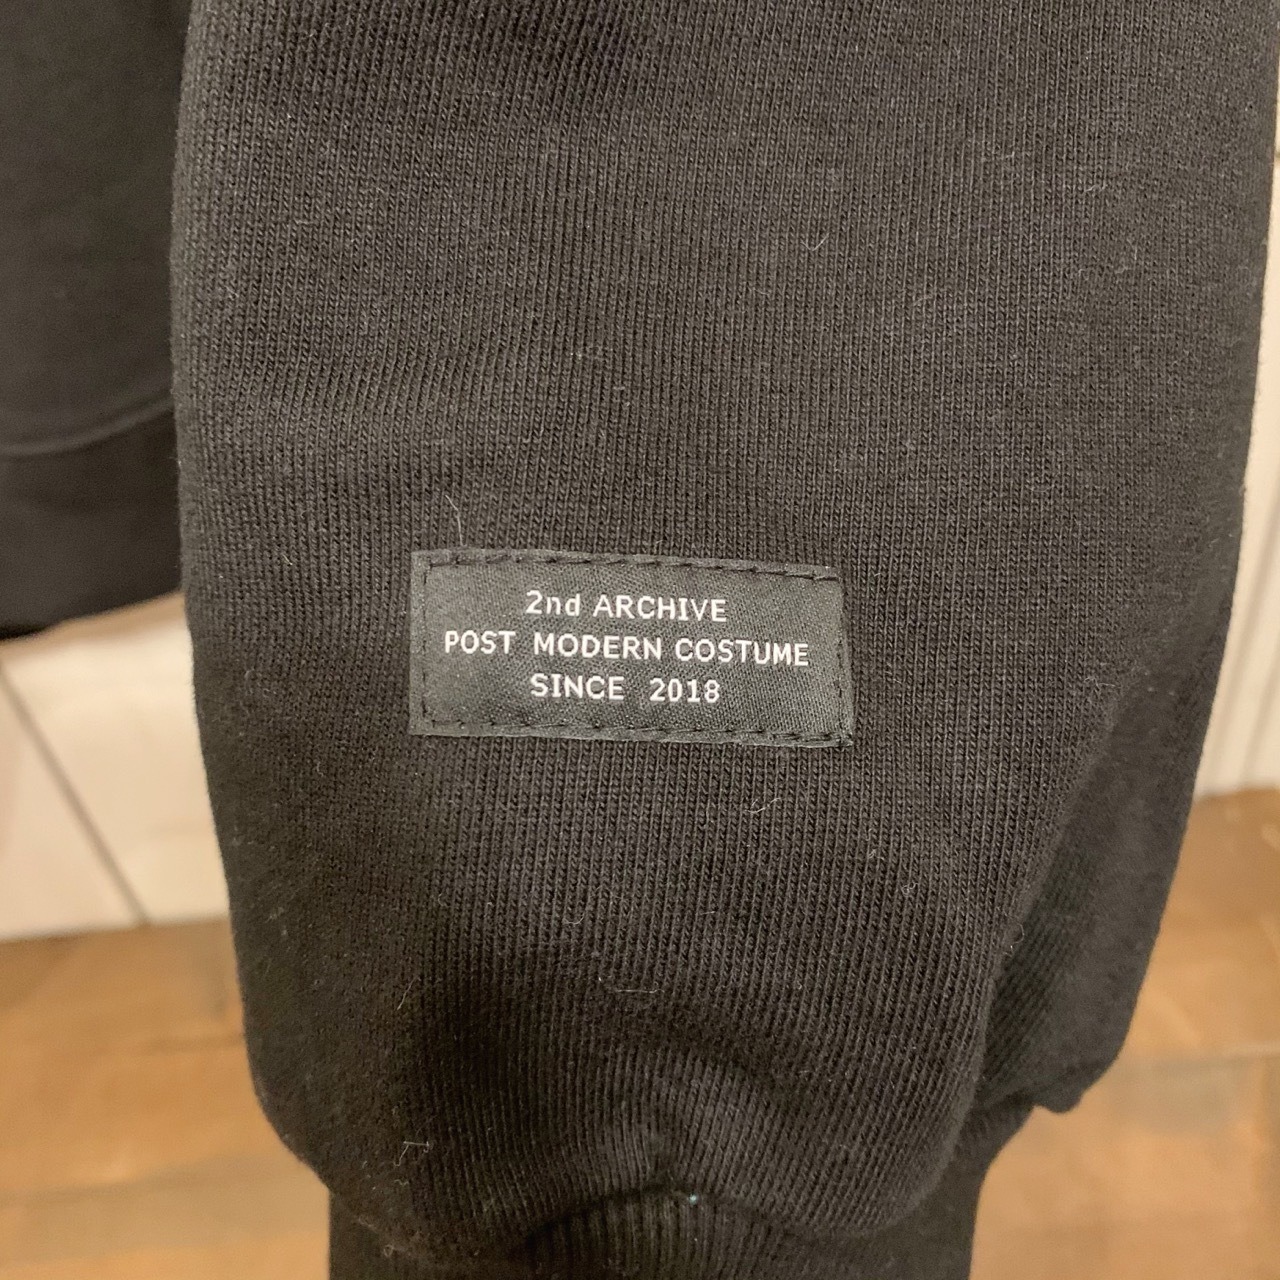 2nd ARCHIVE
POST MODERN COSTUME
SINCE 2018